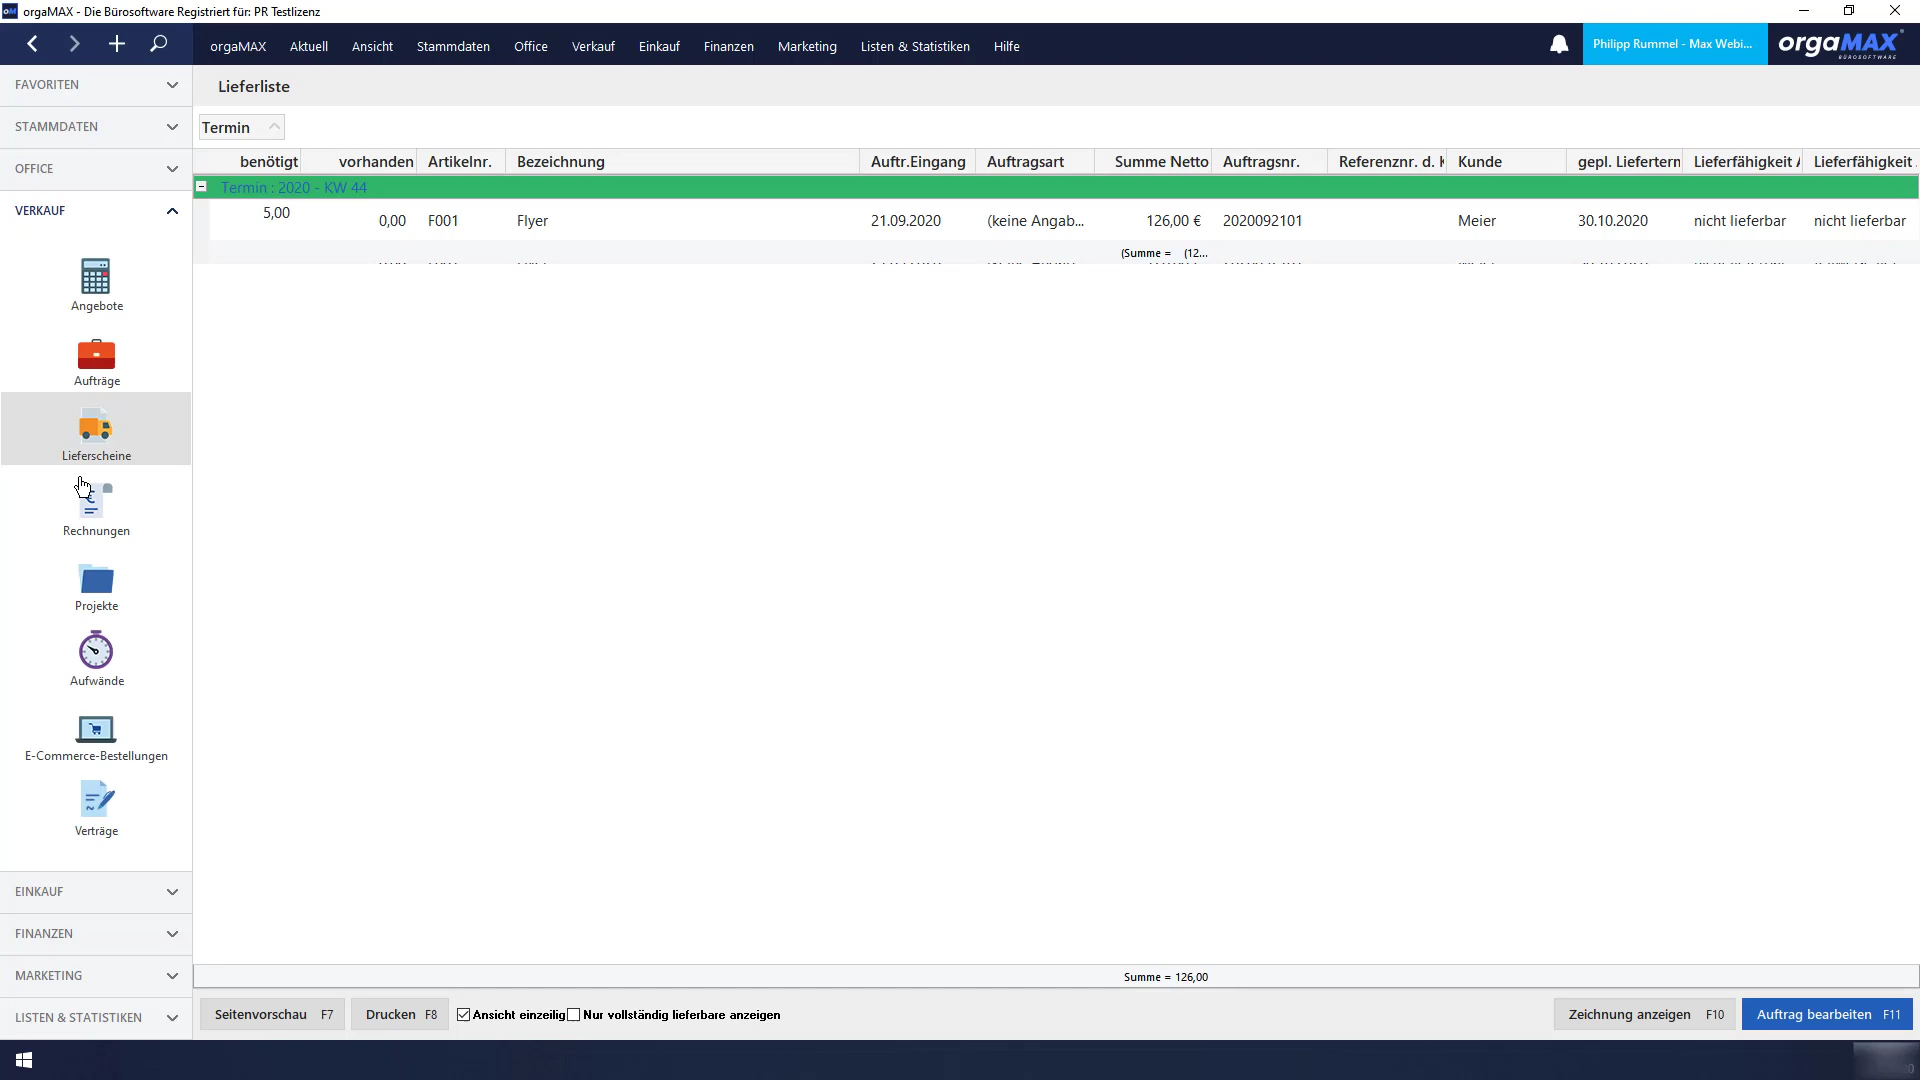 orgaMAX - Die Bürosoftware Registriert für: PR Testlizenz
orgaMAX Aktuell Ansicht Stammdaten Office Verkauf Einkauf Finanzen Marketing Listen & Statistiken Hilfe
Philipp Rummel - Max Webi...
orgaMAX
BÜROSOFTWARE
FAVORITEN
STAMMDATEN
OFFICE
VERKAUF
Angebote
Aufträge
Lieferscheine
Rechnungen
Projekte
Aufwände
E-Commerce-Bestellungen
Verträge
EINKAUF
FINANZEN
MARKETING
LISTEN & STATISTIKEN
Lieferliste
Termin
benötigt vorhanden Artikelnr. Bezeichnung Auftr.Eingang Auftragsart Summe Netto Auftragsnr. Referenznr. d. Kunde gepl. Liefertern Lieferfähigkeit Lieferfähigkeit
Termin : 2020 - KW 44
5,00 0,00 F001 Flyer 21.09.2020 (keine Angab... 126,00 € 2020092101 Meier 30.10.2020 nicht lieferbar nicht lieferbar
(Summe = (12...
Summe = 126,00
Seitenvorschau F7 Drucken F8 Ansicht einzeilig Nur vollständig lieferbare anzeigen Zeichnung anzeigen F10 Auftrag bearbeiten F11